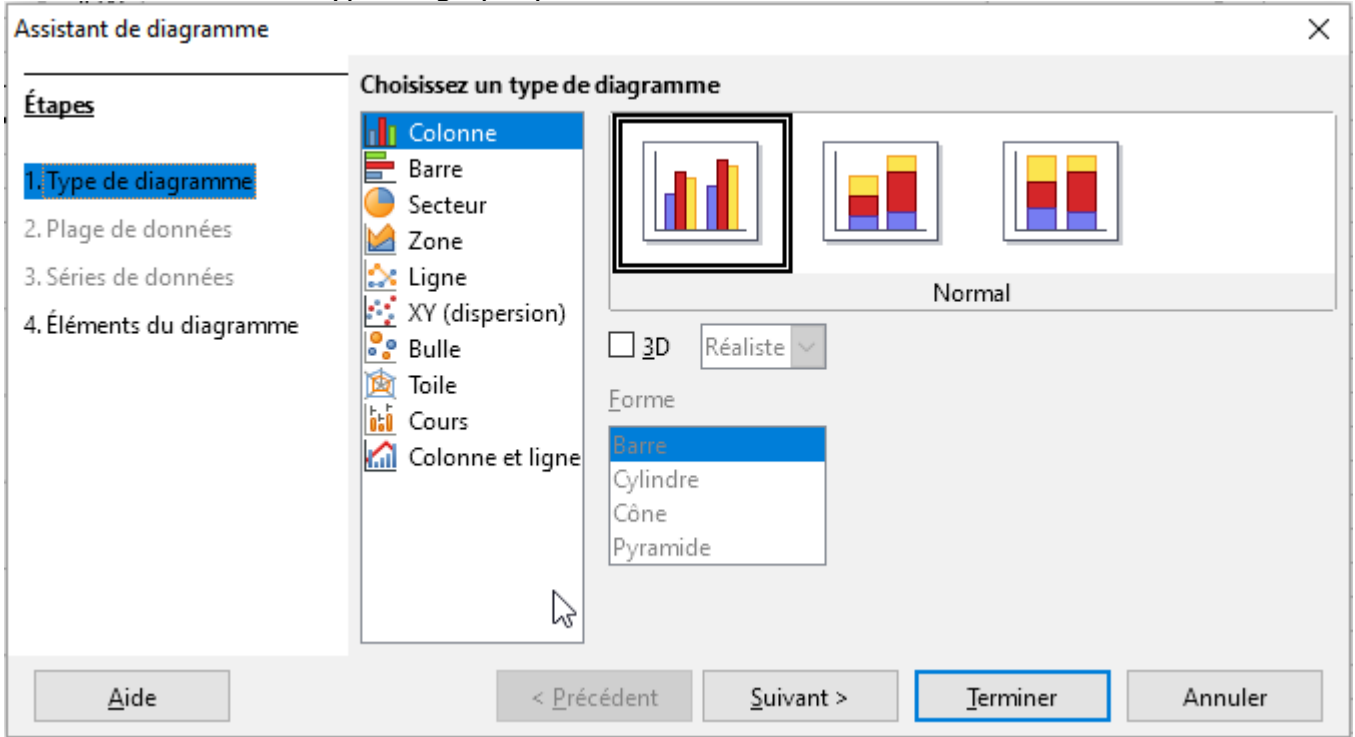 Assistant de diagramme
Étapes
1. Type de diagramme
2. Plage de données
3. Séries de données
4. Éléments du diagramme
Choisissez un type de diagramme
Colonne
Barre
Secteur
Zone
Ligne
XY (dispersion)
Bulle
Toile
Cours
Colonne et ligne
Normal
3D
Réaliste
Forme
Barre
Cylindre
Cône
Pyramide
Aide
< Précédent
Suivant >
Terminer
Annuler